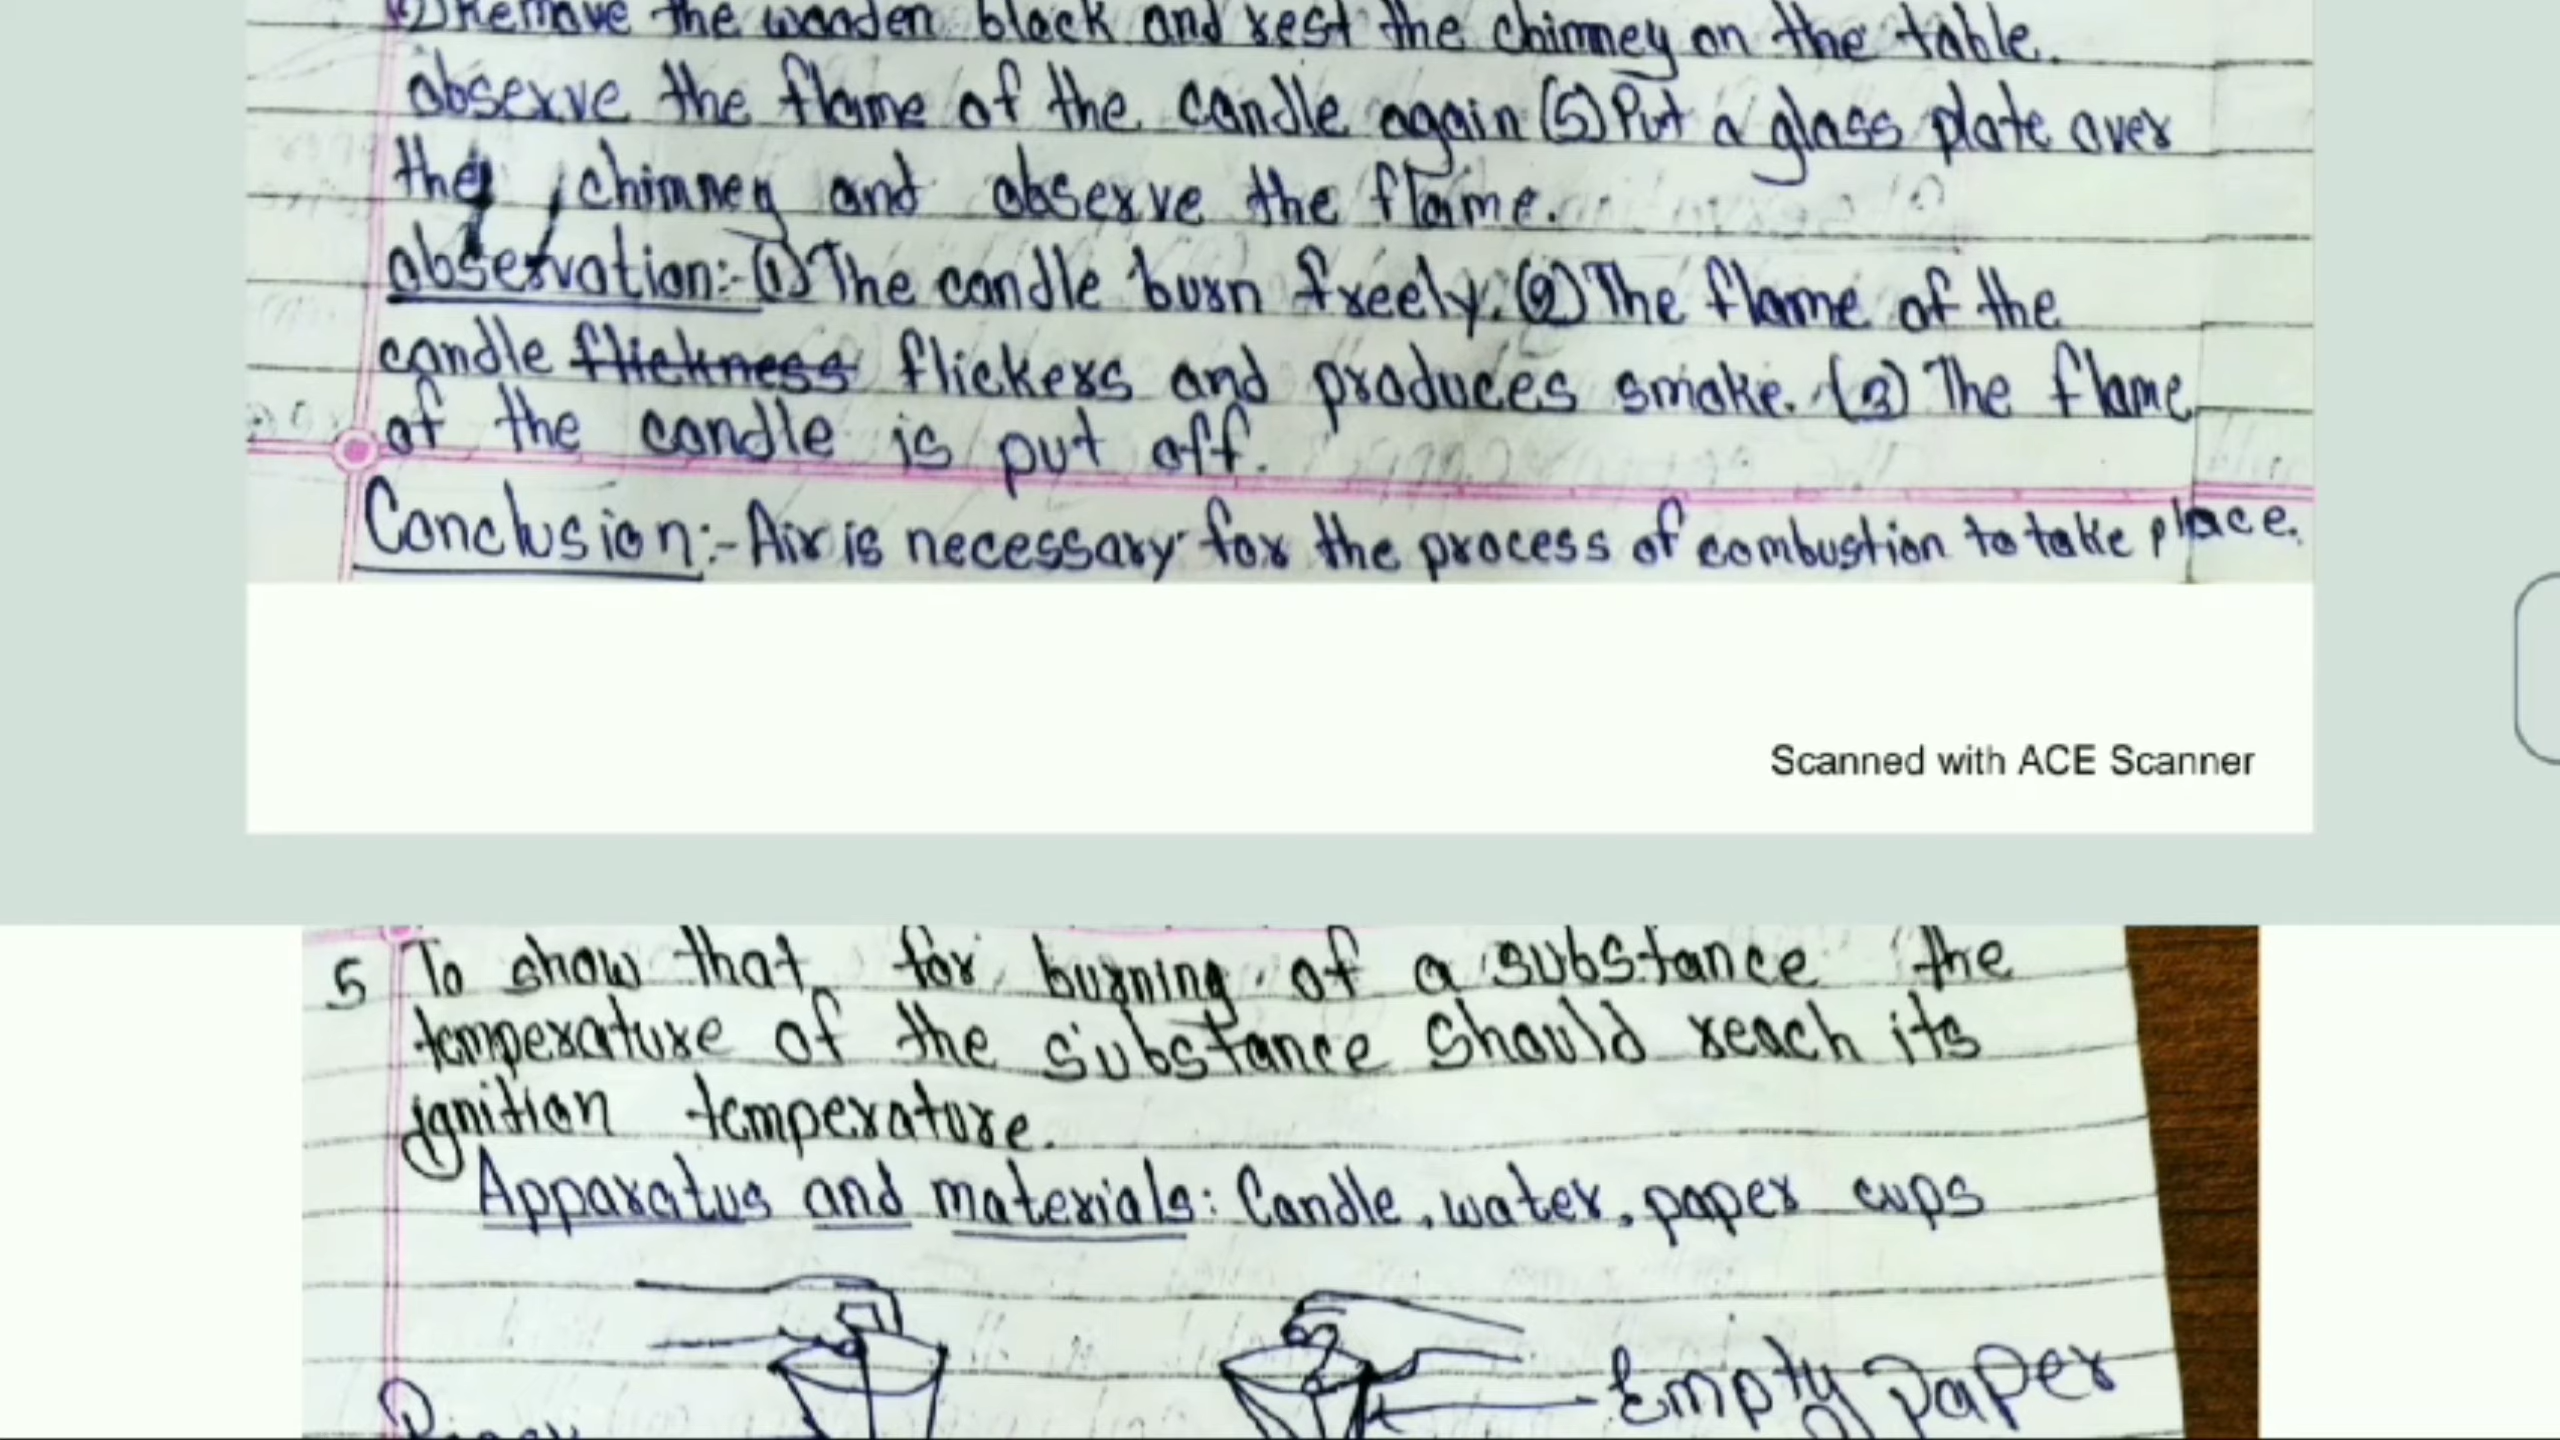 Remove the wooden block and rest the chimney on the table.
observe the flame of the candle again (5) Put a glass plate over
the chimney and observe the flame.
observation:- (1) The candle burn freely. (2) The flame of the
candle flickness flickers and produces smoke. (3) The flame
of the candle is put off.
Conclusion:- Air is necessary for the process of combustion to take place.
Scanned with ACE Scanner
5 To show that for burning of a substance the
temperature of the substance should reach its
ignition temperature.
Apparatus and materials: Candle, water, paper cups
Empty paper